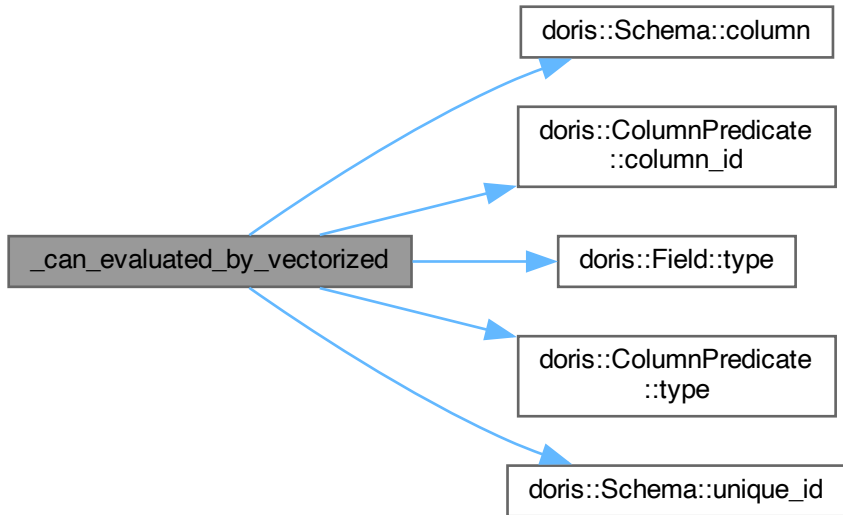 doris::Schema::column
doris::ColumnPredicate
::column_id
_can_evaluated_by_vectorized
doris::Field::type
doris::ColumnPredicate
::type
doris::Schema::unique_id